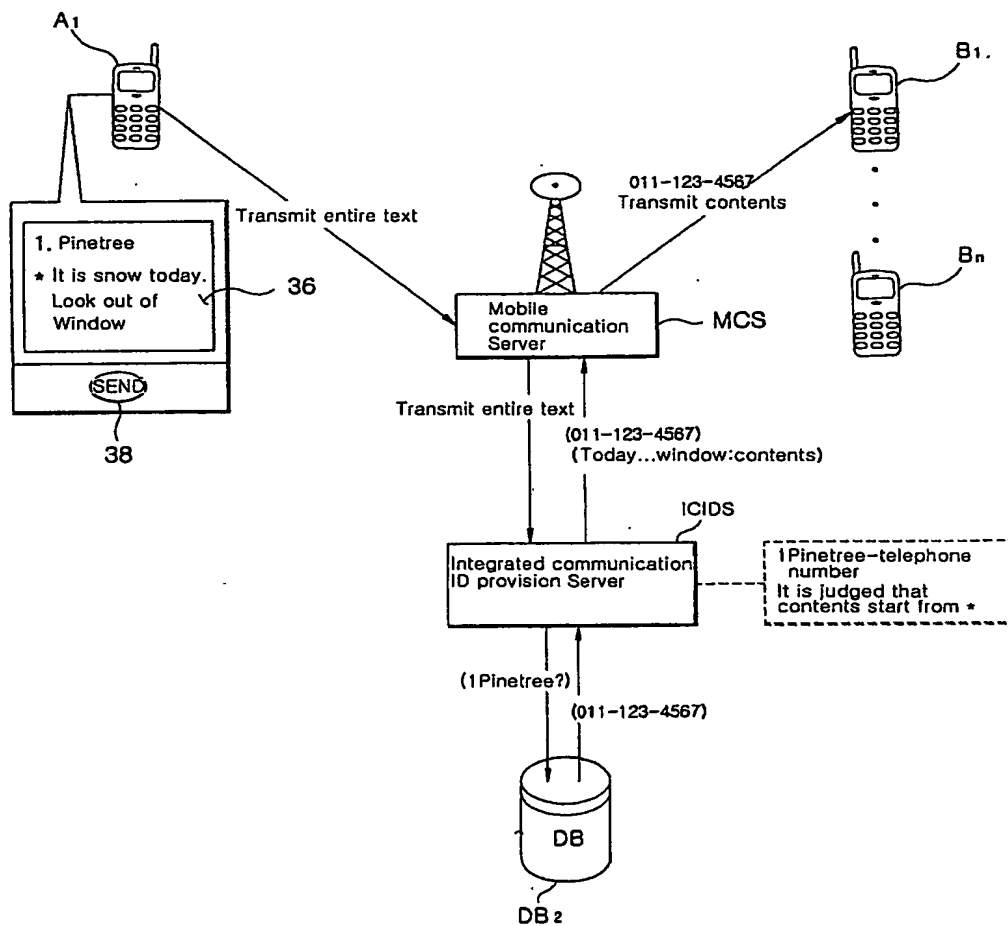 A1
B1.
Transmit entire text
011-123-4567
Transmit contents
1. Pinetree
* It is snow today.
Look out of
Window
36
SEND
38
Bn
Mobile
communication
Server
MCS
Transmit entire text
(011-123-4567)
(Today...window:contents)
ICIDS
Integrated communication
ID provision Server
1Pinetree-telephone
number
It is judged that
contents start from *
(1Pinetree?)
(011-123-4567)
DB
DB2